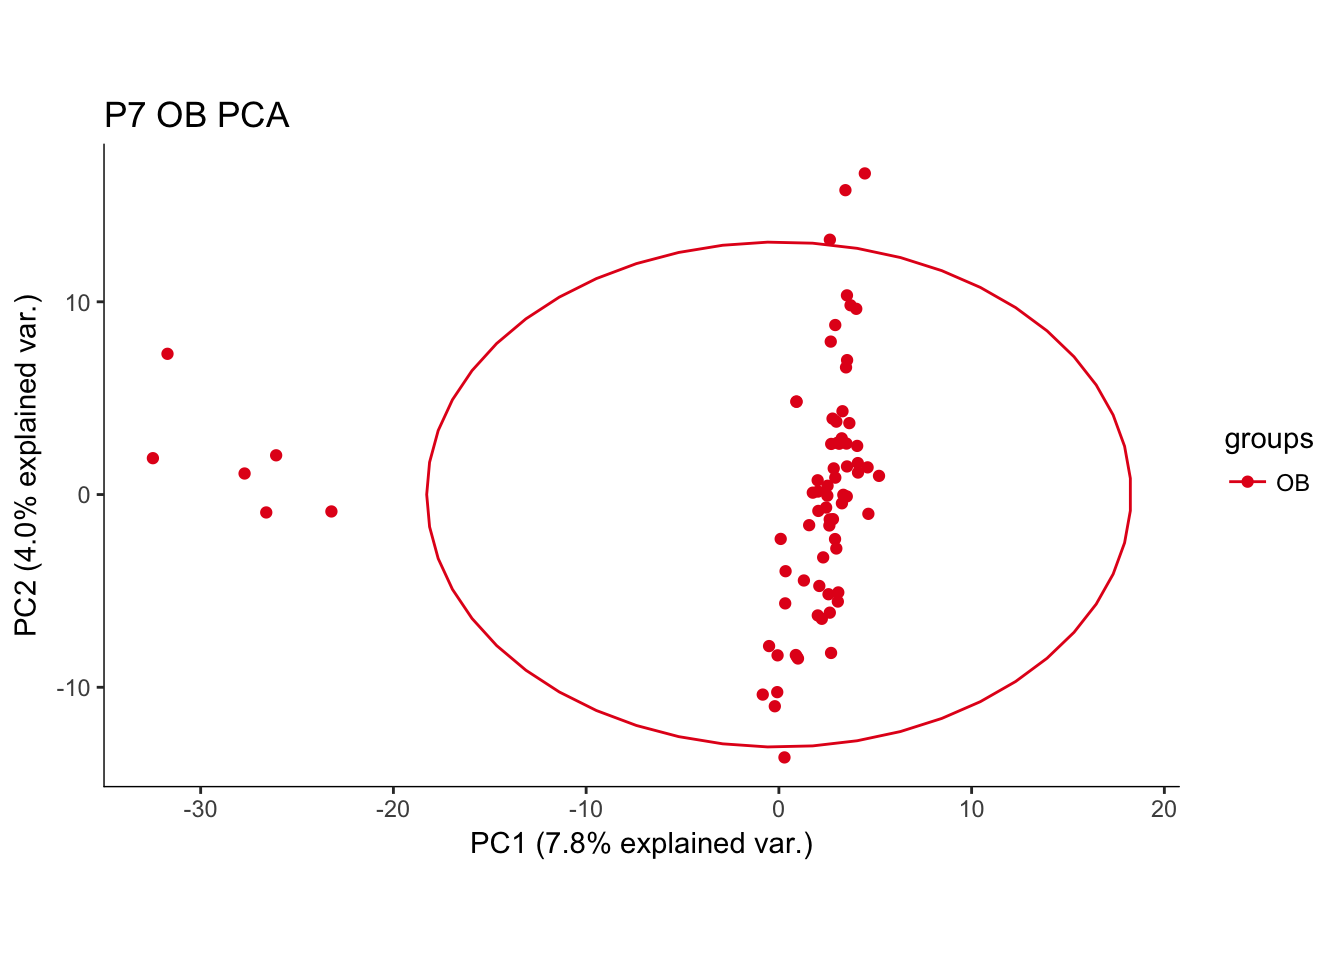 P7 OB PCA
PC2 (4.0% explained var.)
10
0
-10
-30
-20
-10
0
10
20
PC1 (7.8% explained var.)
groups
OB